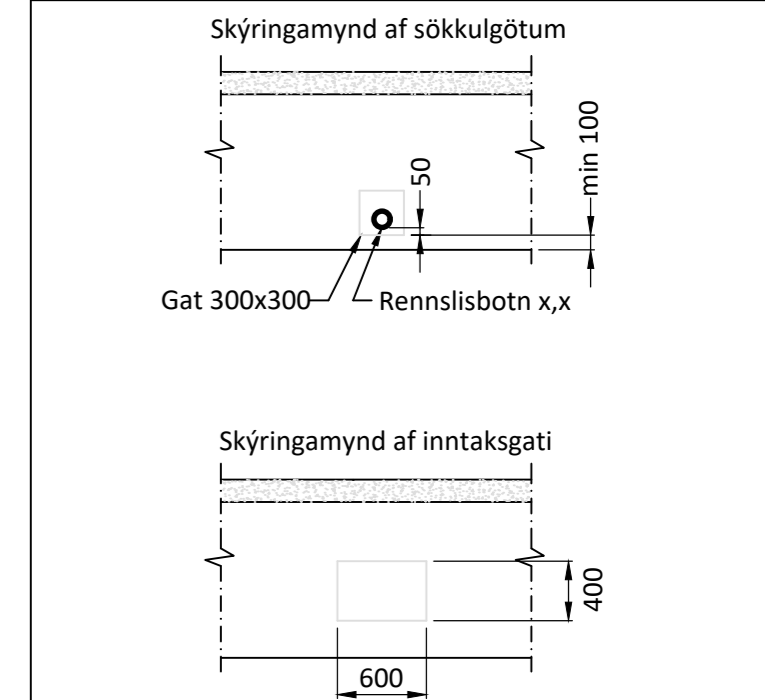 Skýringamynd af sökkulgötum
50
min 100
Gat 300x300
Rennslisbotn x,x
Skýringamynd af inntaksgati
400
600